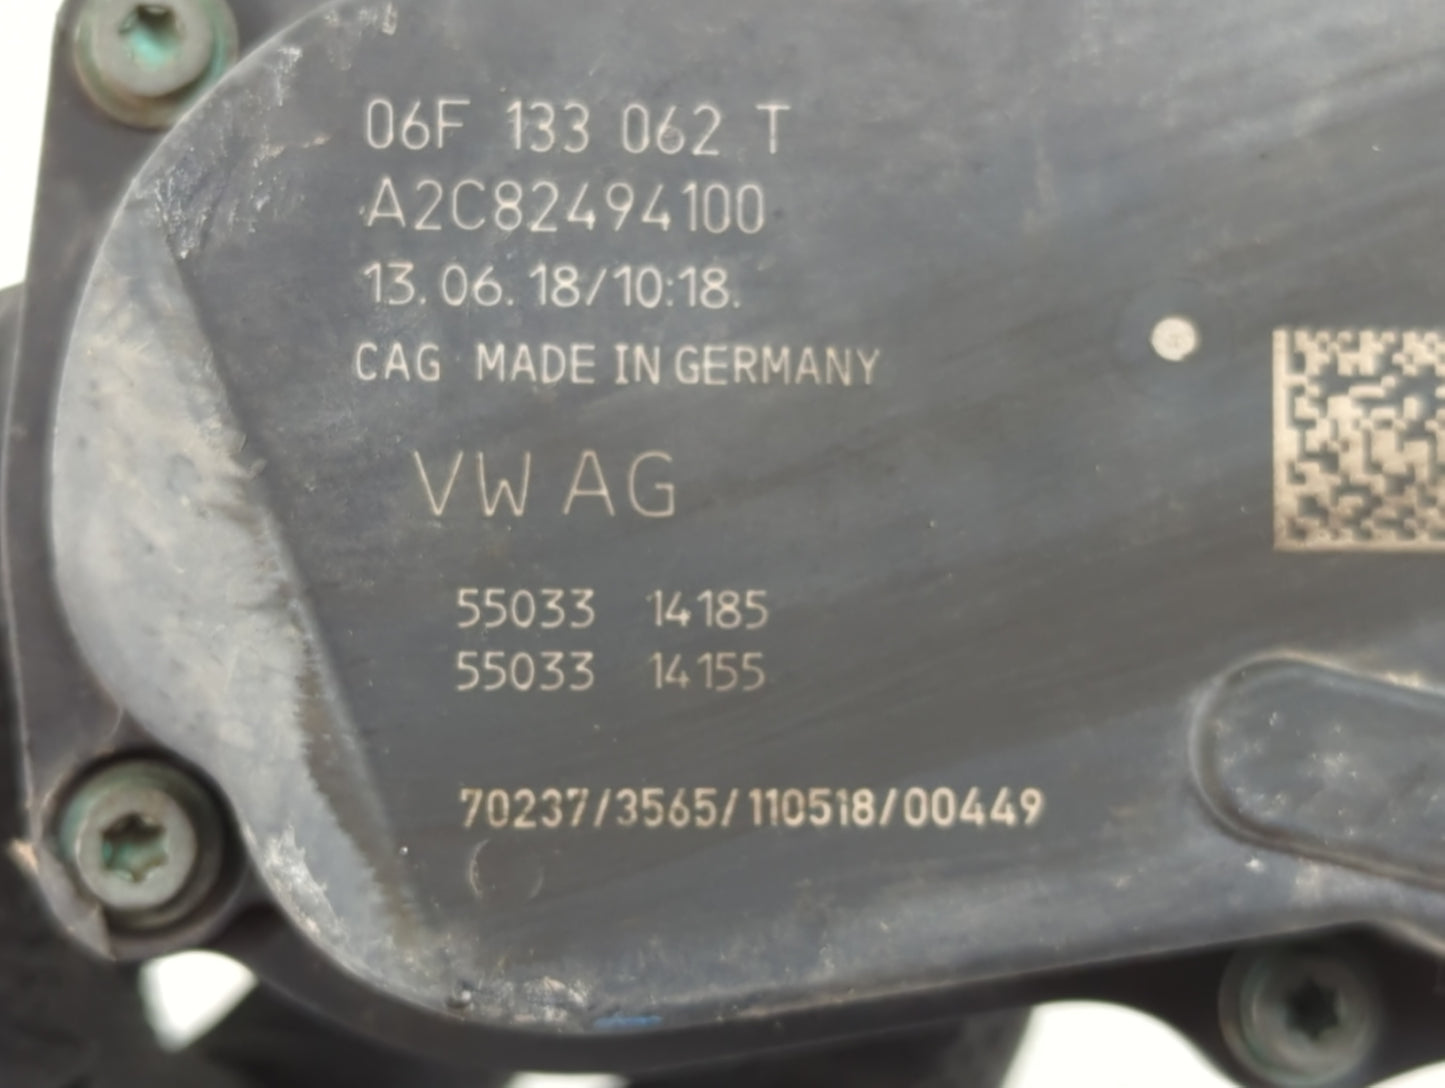 06F 133 062 T
A2C82494100
13.06.18/10:18.
CAG MADE IN GERMANY
VW AG
55033 14185
55033 14155
70237/3565/110518/00449